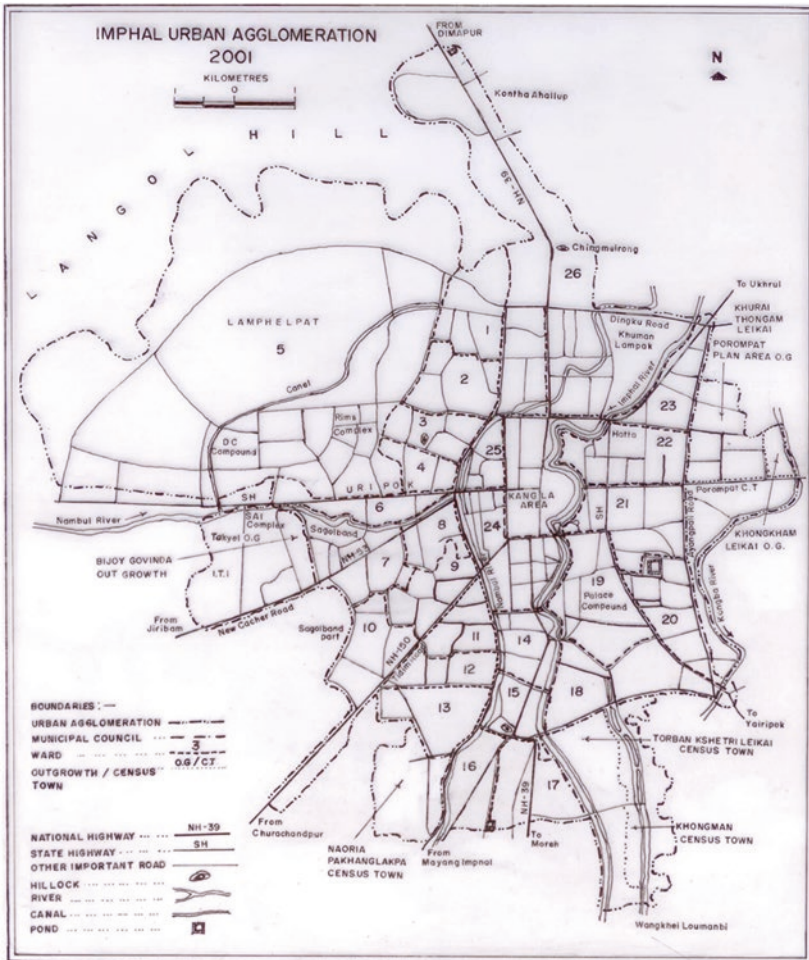 IMPHAL URBAN AGGLOMERATION
2001
KILOMETRES
0
FROM
DIMAPUR
N
Kontha Ahallup
LANGOL HILL
NH-39
Chingmeirong
26
To Ukhrul
KHURAI
THONGAM
LEIKAI
POROMPAT
PLAN AREA O.G
Dingku Road
Khuman
Lampak
Imphal River
LAMPHELPAT
5
Canel
1
2
3
4
Rims
Complex
DC
Compound
23
Hatta
22
25
KANGLA
AREA
URIPOK
SH
6
Nambul River
SAI
Complex
Takyel O.G
Sagolband
NH-53
8
24
SH
21
Porompat C.T
KHONGKHAM
LEIKAI O.G.
BIJOY GOVINDA
OUT GROWTH
I.T.I
7
9
19
Palace
Compound
20
Kongba River
From
Jiribam
New Cacher Road
Sagolband
part
10
NH-150
11
12
14
13
15
18
To
Yairipok
TORBAN KSHETRI LEIKAI
CENSUS TOWN
16
17
NH-39
KHONGMAN
CENSUS TOWN
From
Churachandpur
NAORIA
PAKHANGLAKPA
CENSUS TOWN
From
Mayang Impnol
To
Moreh
Wangkhei Loumanbi
BOUNDARIES :—
URBAN AGGLOMERATION
MUNICIPAL COUNCIL ...
WARD ... 3
OUTGROWTH / CENSUS TOWN O.G/CT
NATIONAL HIGHWAY ... NH-39
STATE HIGHWAY ... SH
OTHER IMPORTANT ROAD
HILLOCK ...
RIVER ...
CANAL ...
POND ...